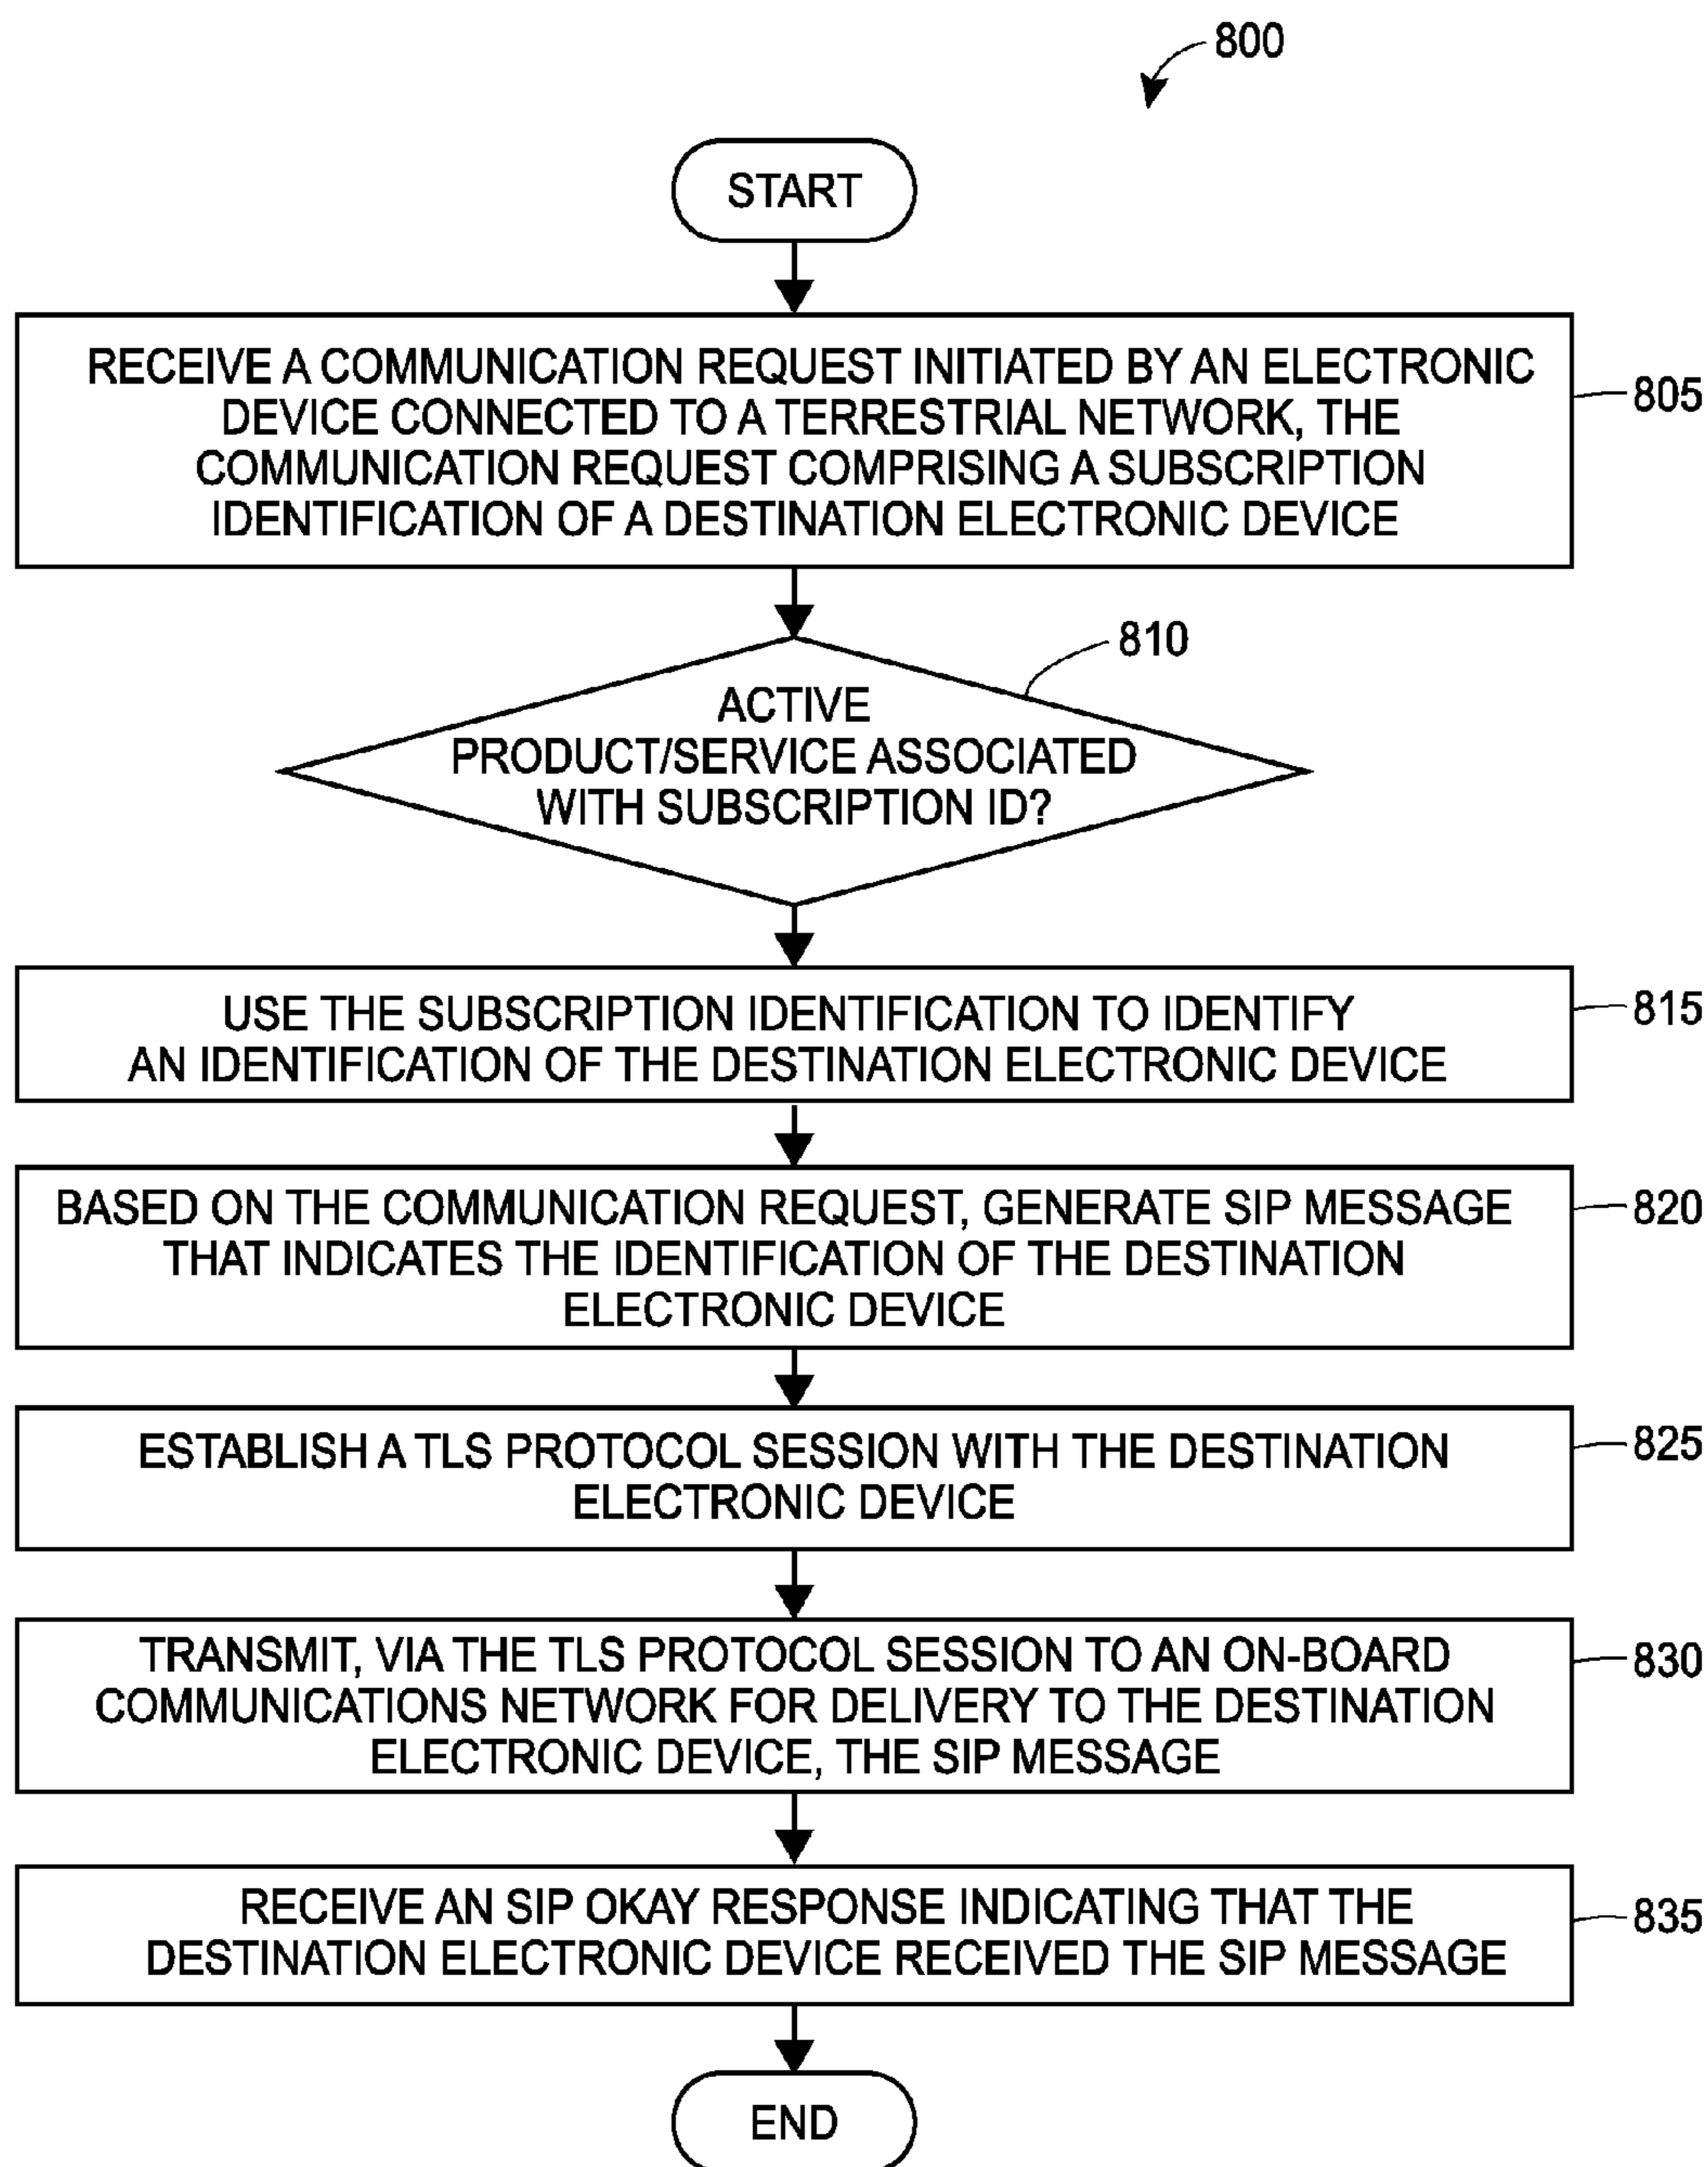 800
START
RECEIVE A COMMUNICATION REQUEST INITIATED BY AN ELECTRONIC
DEVICE CONNECTED TO A TERRESTRIAL NETWORK, THE
COMMUNICATION REQUEST COMPRISING A SUBSCRIPTION
IDENTIFICATION OF A DESTINATION ELECTRONIC DEVICE
805
810
ACTIVE
PRODUCT/SERVICE ASSOCIATED
WITH SUBSCRIPTION ID?
USE THE SUBSCRIPTION IDENTIFICATION TO IDENTIFY
AN IDENTIFICATION OF THE DESTINATION ELECTRONIC DEVICE
815
BASED ON THE COMMUNICATION REQUEST, GENERATE SIP MESSAGE
THAT INDICATES THE IDENTIFICATION OF THE DESTINATION
ELECTRONIC DEVICE
820
ESTABLISH A TLS PROTOCOL SESSION WITH THE DESTINATION
ELECTRONIC DEVICE
825
TRANSMIT, VIA THE TLS PROTOCOL SESSION TO AN ON-BOARD
COMMUNICATIONS NETWORK FOR DELIVERY TO THE DESTINATION
ELECTRONIC DEVICE, THE SIP MESSAGE
830
RECEIVE AN SIP OKAY RESPONSE INDICATING THAT THE
DESTINATION ELECTRONIC DEVICE RECEIVED THE SIP MESSAGE
835
END